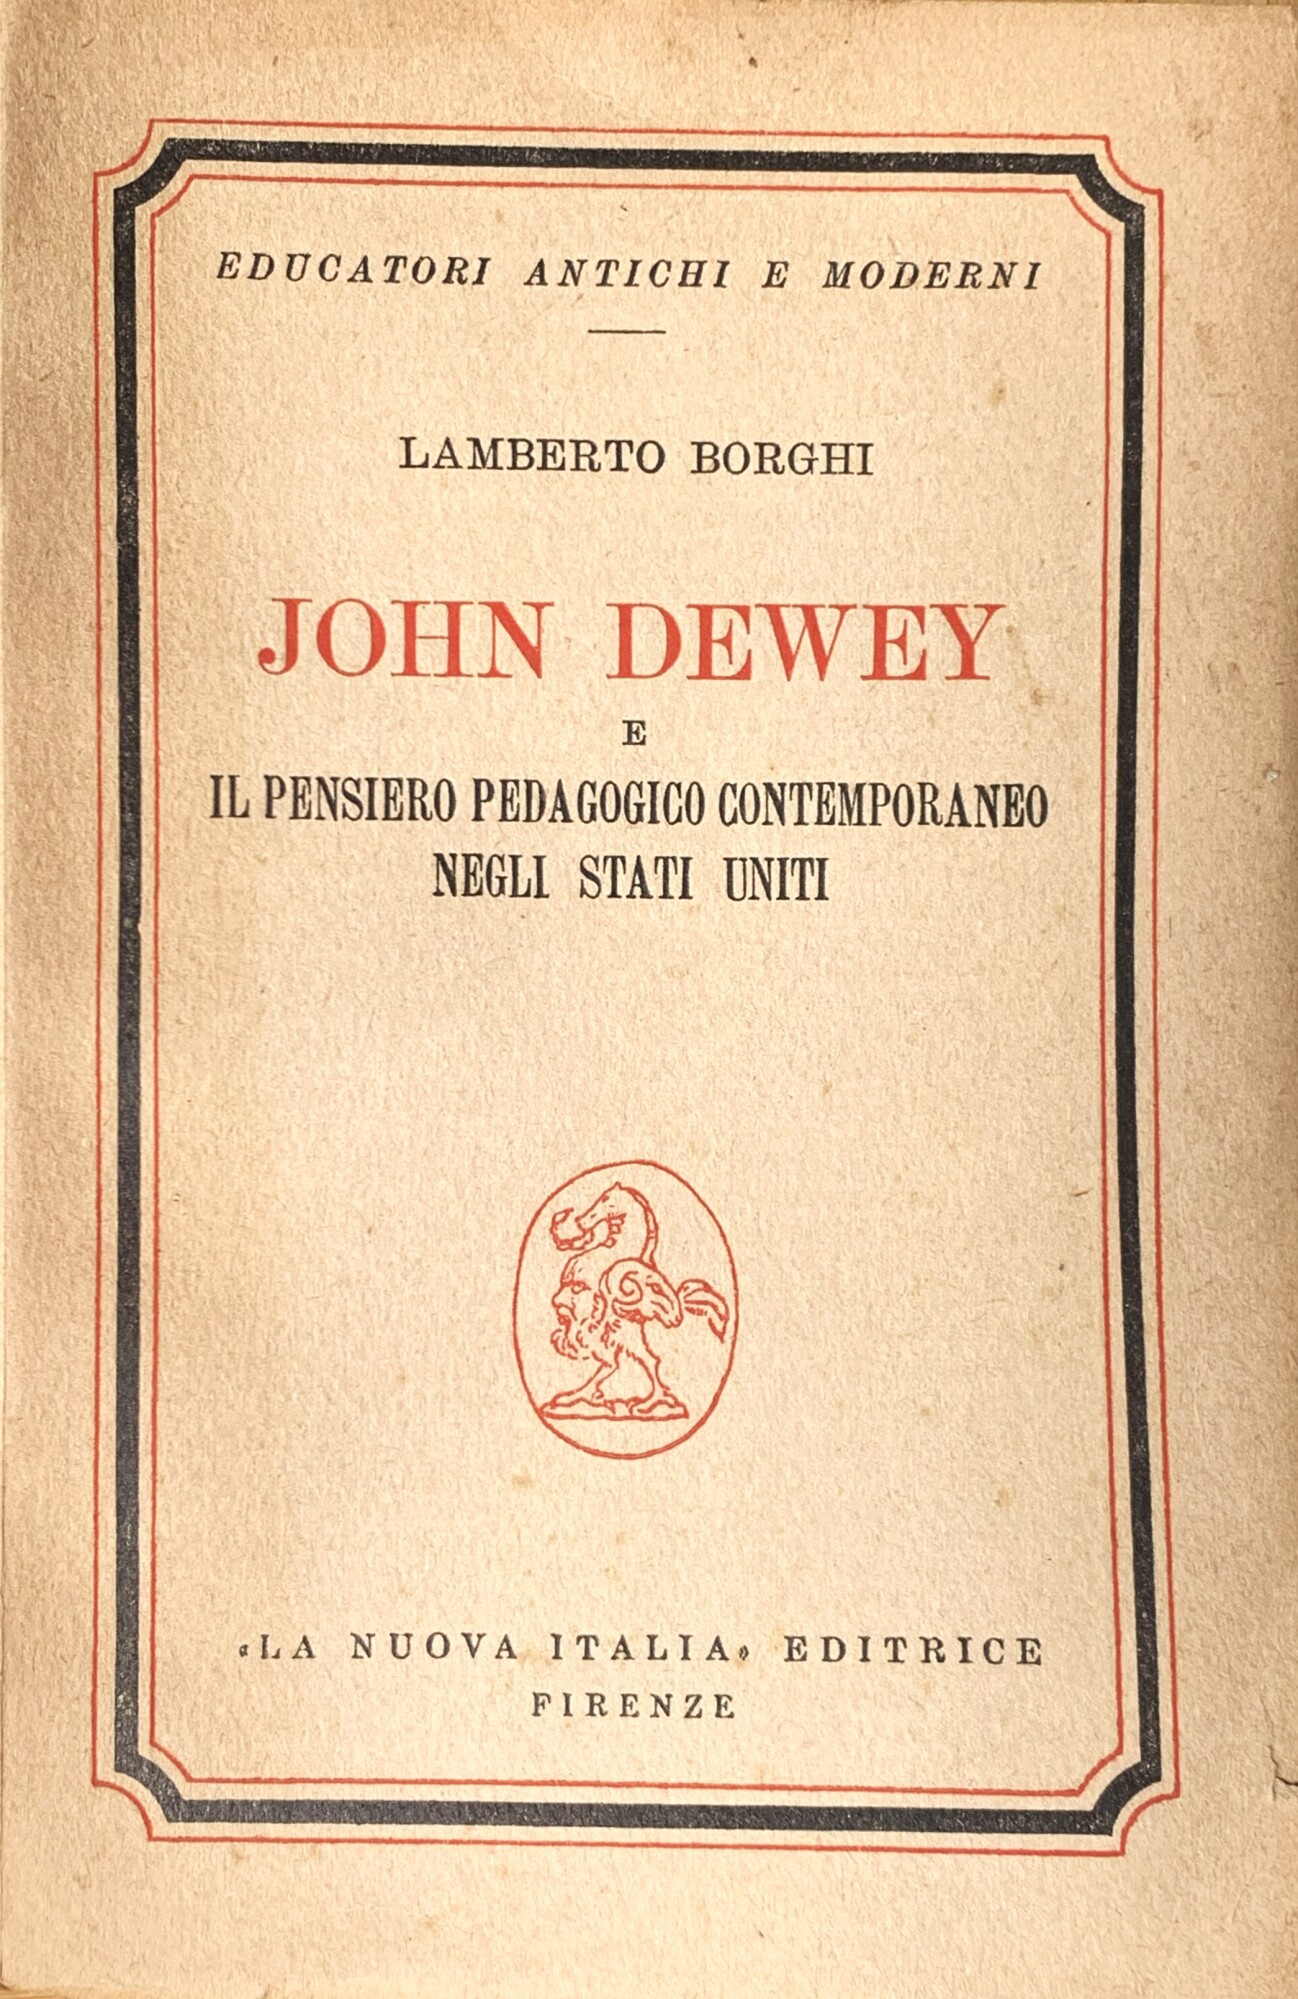 EDUCATORI ANTICHI E MODERNI
LAMBERTO BORGHI
JOHN DEWEY
E
IL PENSIERO PEDAGOGICO CONTEMPORANEO
NEGLI STATI UNITI
«LA NUOVA ITALIA» EDITRICE
FIRENZE